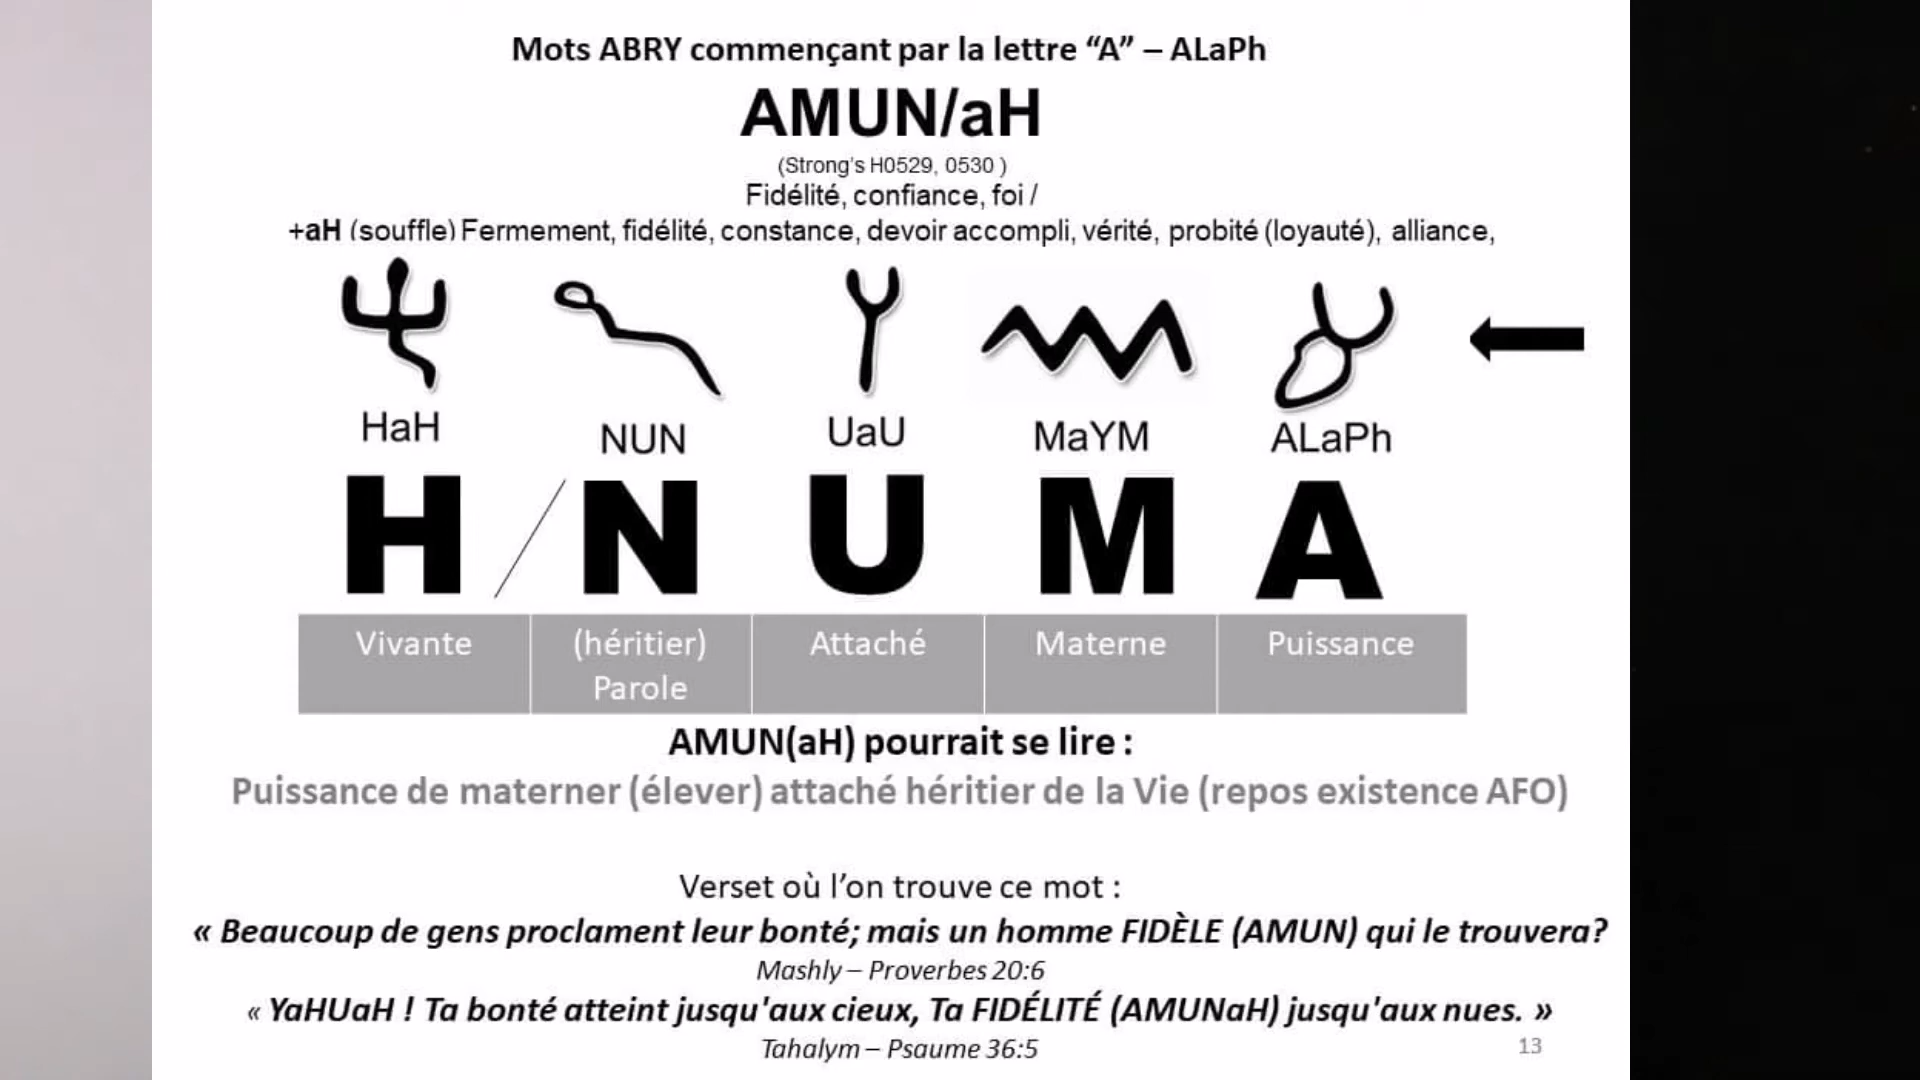 Mots ABRY commençant par la lettre “A” – ALaPh
AMUN/aH
(Strong's H0529, 0530 )
Fidélité, confiance, foi /
+aH (souffle) Fermement, fidélité, constance, devoir accompli, vérité, probité (loyauté), alliance,
HaH NUN UaU MaYM ALaPh
H / N U M A
Vivante (héritier) Attaché Materne Puissance
Parole
AMUN(aH) pourrait se lire :
Puissance de materner (élever) attaché héritier de la Vie (repos existence AFO)
Verset où l’on trouve ce mot :
« Beaucoup de gens proclament leur bonté; mais un homme FIDÈLE (AMUN) qui le trouvera?
Mashly – Proverbes 20:6
« YaHUaH ! Ta bonté atteint jusqu'aux cieux, Ta FIDÉLITÉ (AMUNaH) jusqu'aux nues. »
Tahalym – Psaume 36:5
13